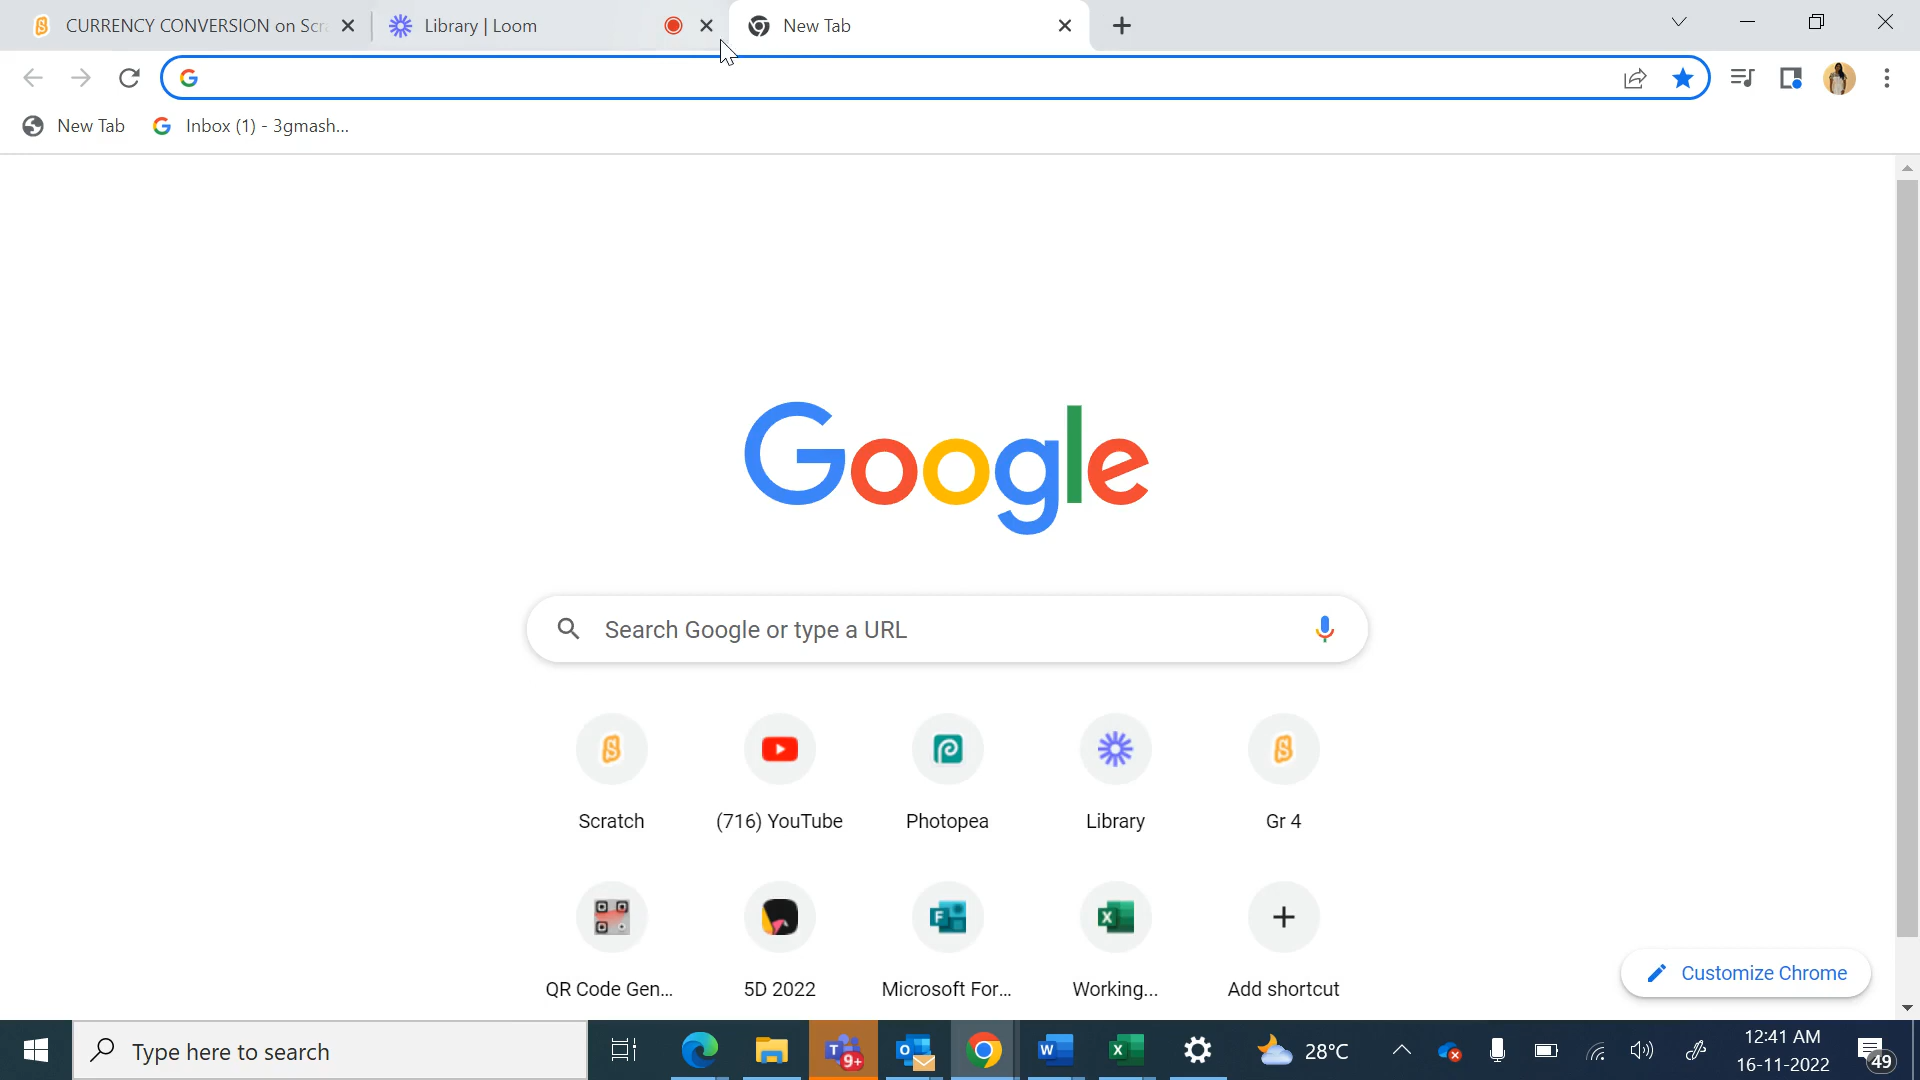 CURRENCY CONVERSION on Scr
Library | Loom
New Tab
New Tab
Inbox (1) - 3gmash...
Google
Search Google or type a URL
Scratch
(716) YouTube
Photopea
Library
Gr 4
QR Code Gen...
5D 2022
Microsoft For...
Working...
Add shortcut
Customize Chrome
Type here to search
9+
28°C
12:41 AM
16-11-2022
49